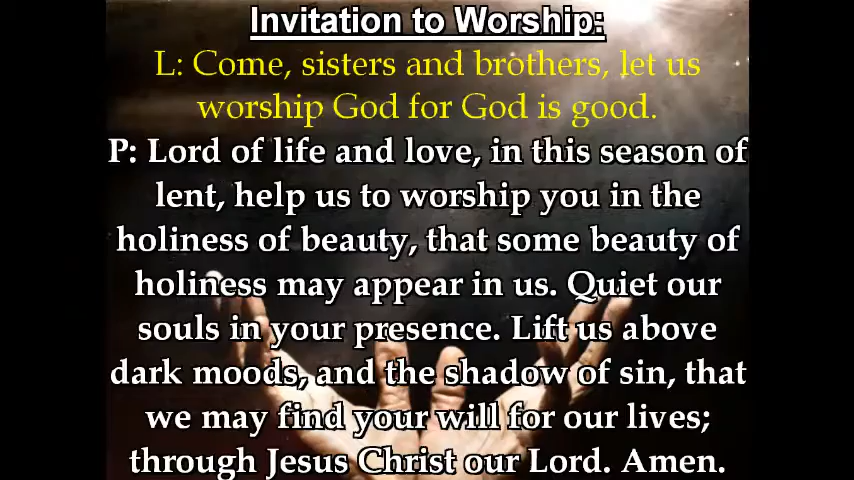 Invitation to Worship:
L: Come, sisters and brothers, let us
worship God for God is good.
P: Lord of life and love, in this season of
lent, help us to worship you in the
holiness of beauty, that some beauty of
holiness may appear in us. Quiet our
souls in your presence. Lift us above
dark moods, and the shadow of sin, that
we may find your will for our lives;
through Jesus Christ our Lord. Amen.